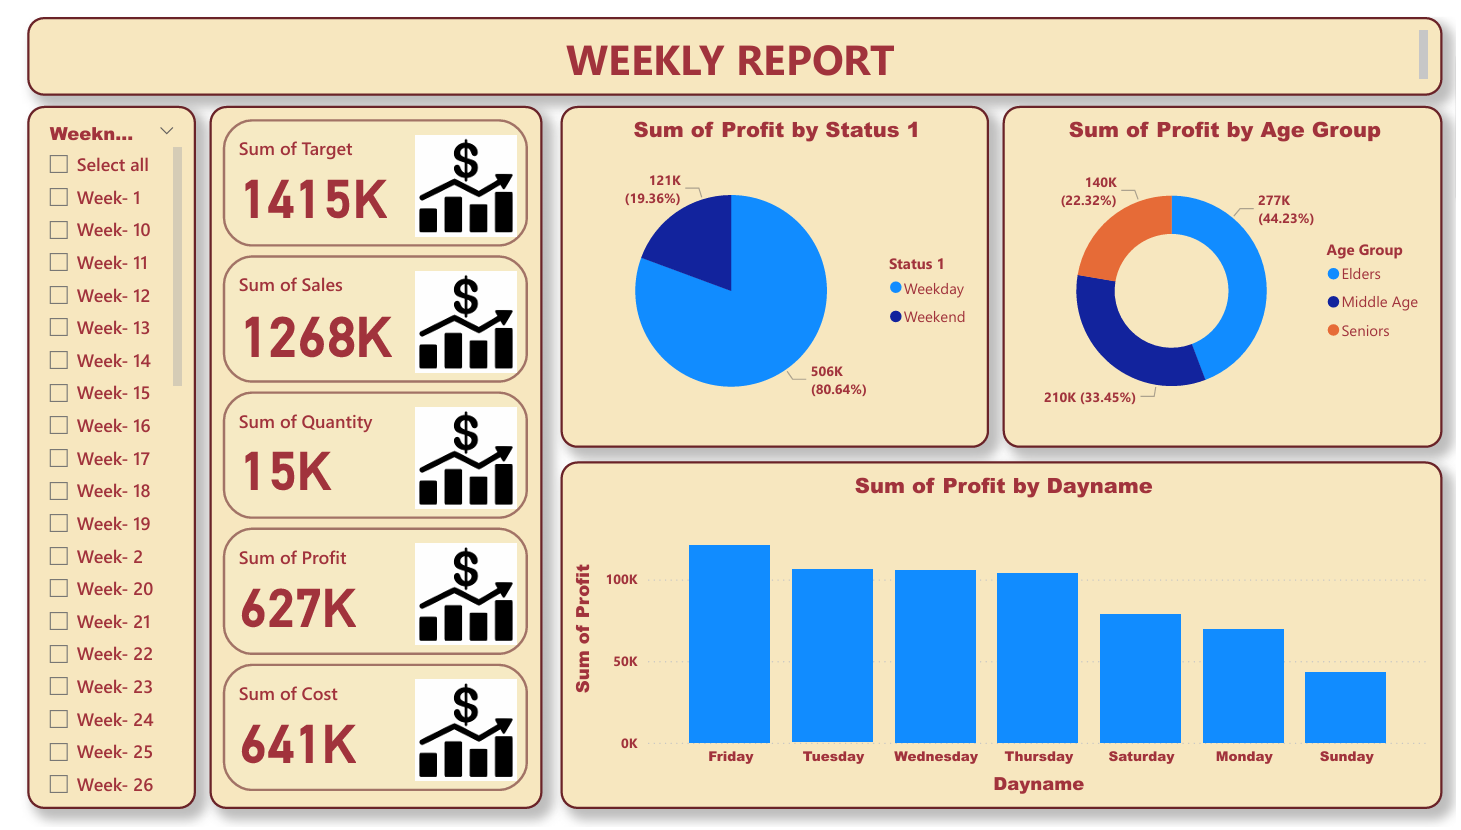 WEEKLY REPORT
Weekn...
Select all
Week- 1
Week- 10
Week- 11
Week- 12
Week- 13
Week- 14
Week- 15
Week- 16
Week- 17
Week- 18
Week- 19
Week- 2
Week- 20
Week- 21
Week- 22
Week- 23
Week- 24
Week- 25
Week- 26
Sum of Target
1415K
$
Sum of Sales
1268K
$
Sum of Quantity
15K
$
Sum of Profit
627K
$
Sum of Cost
641K
$
Sum of Profit by Status 1
121K
(19.36%)
506K
(80.64%)
Status 1
Weekday
Weekend
Sum of Profit by Age Group
140K
(22.32%)
277K
(44.23%)
210K (33.45%)
Age Group
Elders
Middle Age
Seniors
Sum of Profit by Dayname
Sum of Profit
100K
50K
0K
Friday
Tuesday
Wednesday
Thursday
Saturday
Monday
Sunday
Dayname